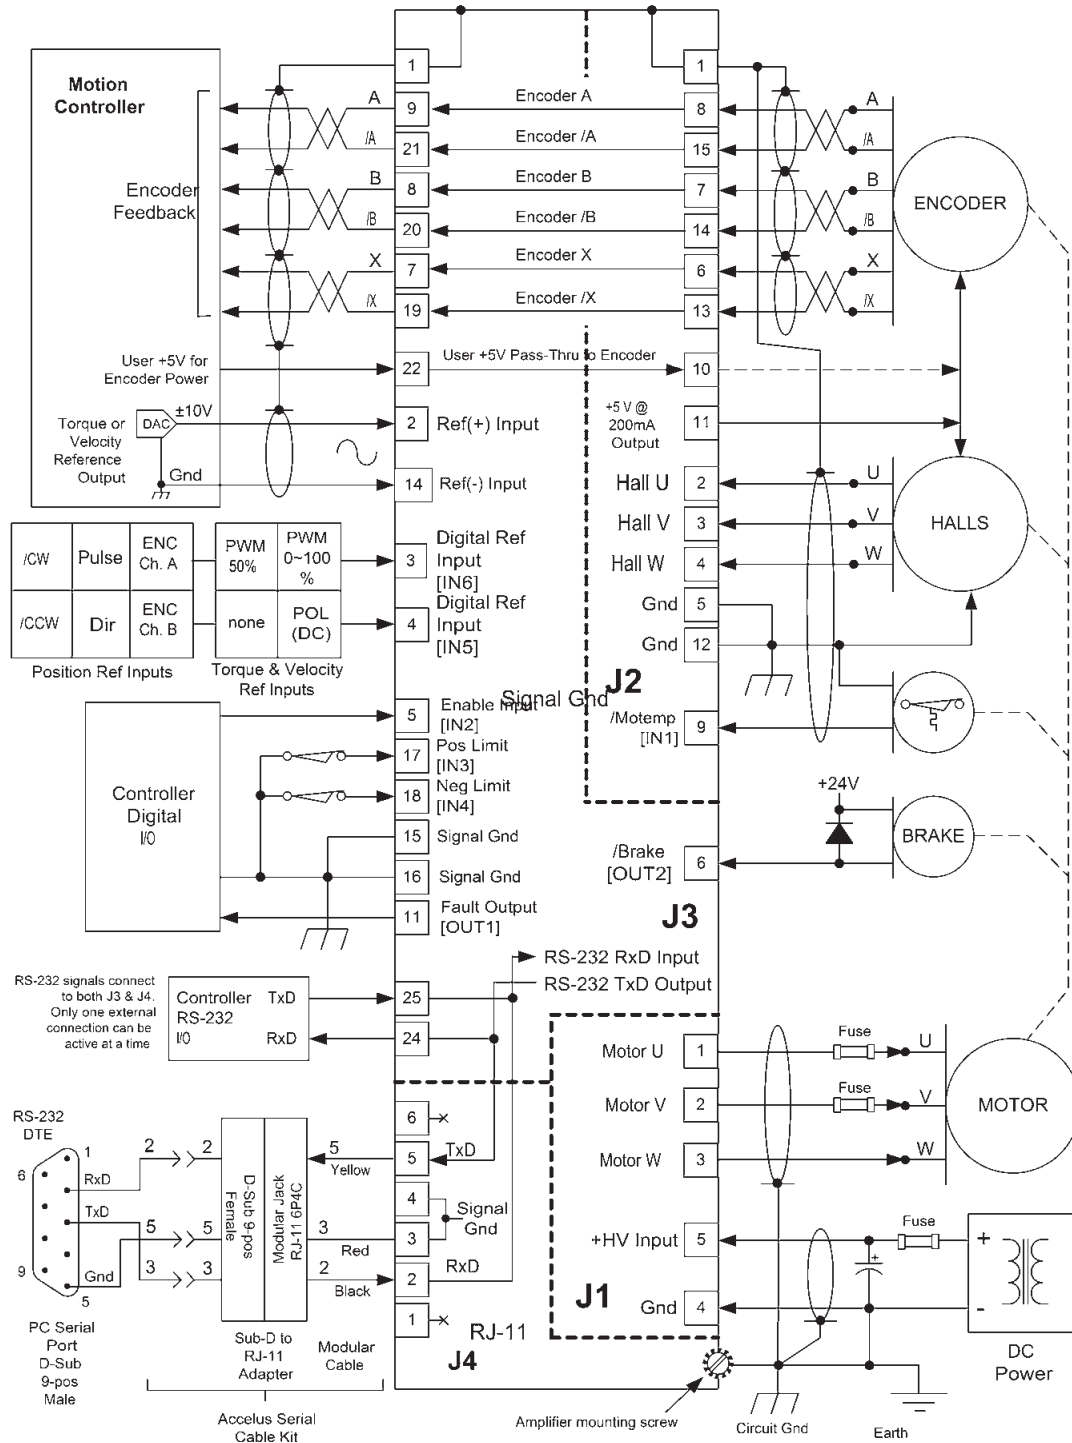 Motion
Controller
Encoder
Feedback
A
/A
B
/B
X
/X
1
9
21
8
20
7
19
Encoder A
Encoder /A
Encoder B
Encoder /B
Encoder X
Encoder /X
1
8
15
7
14
6
13
A
/A
B
/B
X
/X
ENCODER
User +5V for
Encoder Power
22
User +5V Pass-Thru to Encoder
10
Torque or
Velocity
Reference
Output
DAC
±10V
Gnd
2
Ref(+) Input
14
Ref(-) Input
+5 V @
200mA
Output
11
Hall U
2
U
Hall V
3
V
Hall W
4
W
HALLS
Gnd
5
Gnd
12
/CW
Pulse
ENC
Ch. A
PWM
50%
PWM
0~100
%
3
Digital Ref
Input
[IN6]
/CCW
Dir
ENC
Ch. B
none
POL
(DC)
4
Digital Ref
Input
[IN5]
Position Ref Inputs
Torque & Velocity
Ref Inputs
J2
Signal Gnd
/Motemp
[IN1]
9
Controller
Digital
I/0
5
Enable Input
[IN2]
17
Pos Limit
[IN3]
18
Neg Limit
[IN4]
15
Signal Gnd
16
Signal Gnd
11
Fault Output
[OUT1]
+24V
BRAKE
/Brake
[OUT2]
6
J3
RS-232 RxD Input
RS-232 TxD Output
RS-232 signals connect
to both J3 & J4.
Only one external
connection can be
active at a time
Controller
RS-232
I/0
TxD
RxD
25
24
Motor U
1
Fuse
U
Motor V
2
Fuse
V
Motor W
3
W
MOTOR
RS-232
DTE
1
6
RxD
TxD
9
Gnd
5
2
2
5
5
3
3
D-Sub 9-pos
Female
Modular Jack
RJ-11 6P4C
5
Yellow
3
Red
2
Black
6
5
TxD
4
Signal
Gnd
3
2
RxD
1
RJ-11
J4
PC Serial
Port
D-Sub
9-pos
Male
Sub-D to
RJ-11
Adapter
Modular
Cable
Accelus Serial
Cable Kit
+HV Input
5
Fuse
+
+
-
J1
Gnd
4
DC
Power
Amplifier mounting screw
Circuit Gnd
Earth